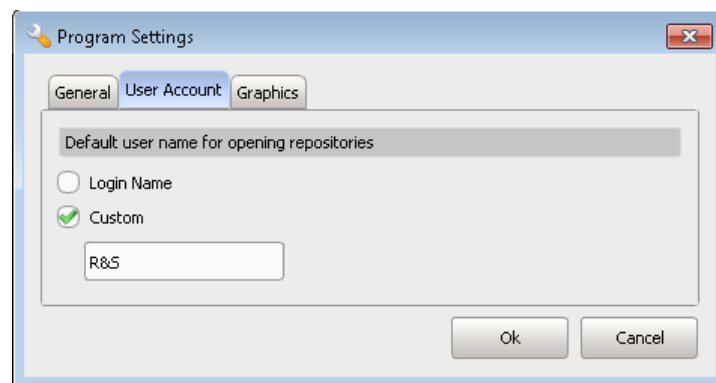 Program Settings
General User Account Graphics
Default user name for opening repositories
Login Name
Custom
R&S
Ok Cancel